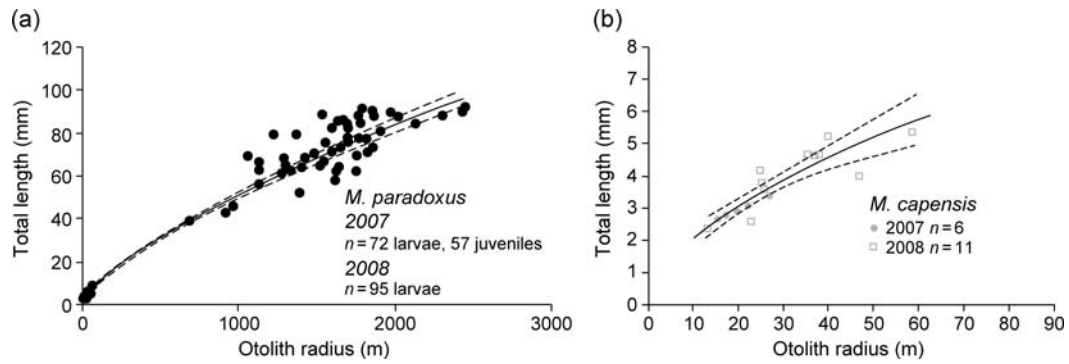 (a)
120
100
80
60
40
20
0
Total length (mm)
0
1000
2000
3000
Otolith radius (m)
M. paradoxus
2007
n=72 larvae, 57 juveniles
2008
n=95 larvae
(b)
8
7
6
5
4
3
2
1
0
Total length (mm)
0 10 20 30 40 50 60 70 80 90
Otolith radius (m)
M. capensis
2007 n=6
2008 n=11